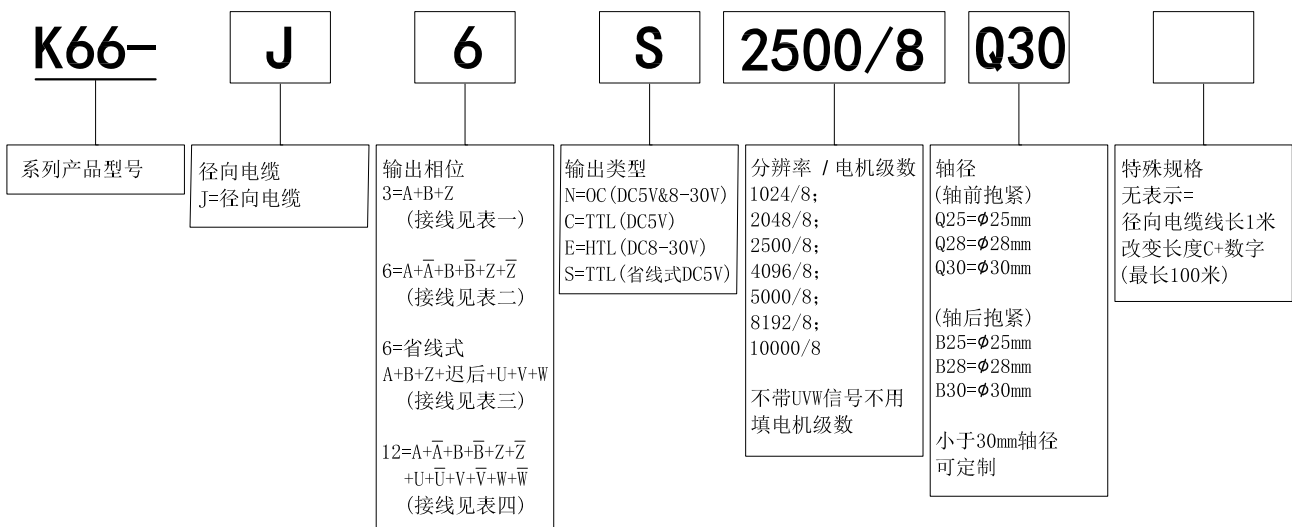 K66-
J
6
S
2500/8
Q30
系列产品型号
径向电缆
J=径向电缆
输出相位
3=A+B+Z
(接线见表一)
6=A+A̅+B+B̅+Z+Z̅
(接线见表二)
6=省线式
A+B+Z+迟后+U+V+W
(接线见表三)
12=A+A̅+B+B̅+Z+Z̅
+U+U̅+V+V̅+W+W̅
(接线见表四)
输出类型
N=OC(DC5V&8-30V)
C=TTL(DC5V)
E=HTL(DC8-30V)
S=TTL(省线式DC5V)
分辨率 / 电机级数
1024/8;
2048/8;
2500/8;
4096/8;
5000/8;
8192/8;
10000/8
不带UVW信号不用
填电机级数
轴径
(轴前抱紧)
Q25=Φ25mm
Q28=Φ28mm
Q30=Φ30mm
(轴后抱紧)
B25=Φ25mm
B28=Φ28mm
B30=Φ30mm
小于30mm轴径
可定制
特殊规格
无表示=
径向电缆线长1米
改变长度C+数字
(最长100米)